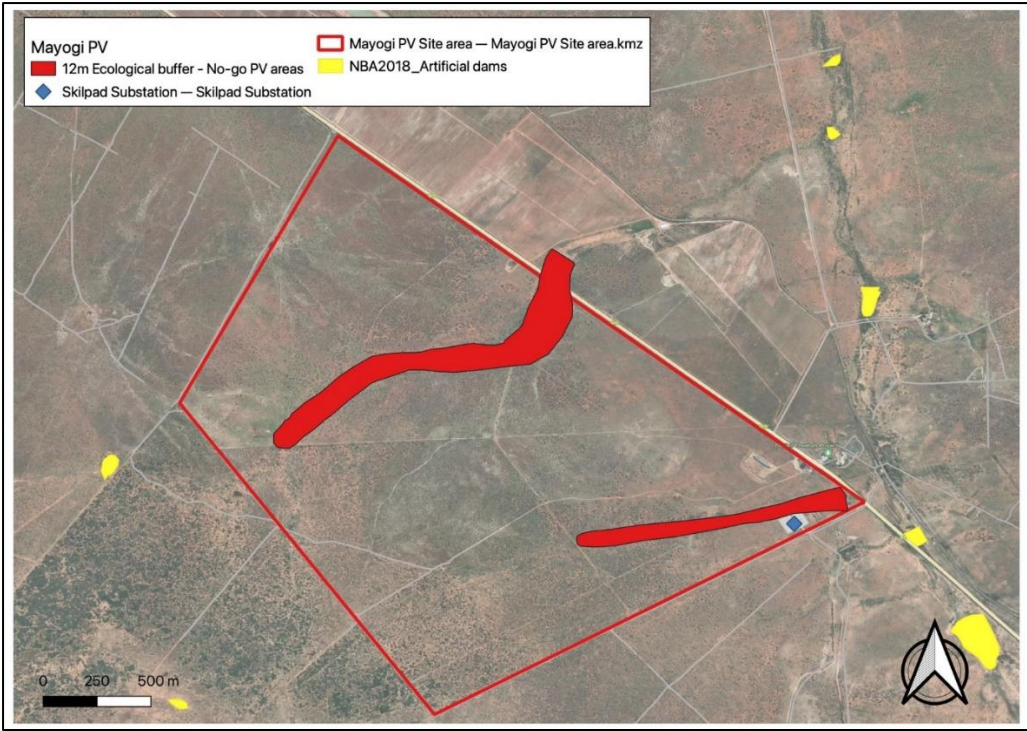 Mayogi PV
12m Ecological buffer - No-go PV areas
Skilpad Substation — Skilpad Substation
Mayogi PV Site area — Mayogi PV Site area.kmz
NBA2018_Artificial dams
0 250 500 m